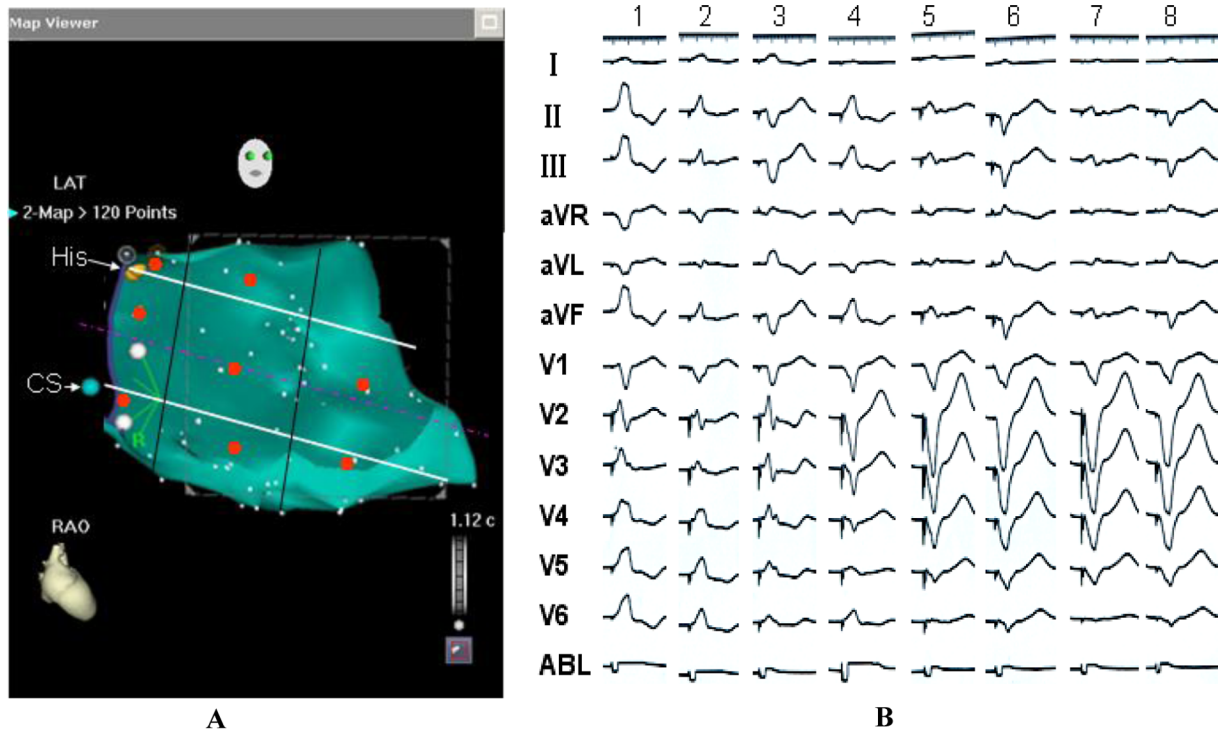 Map Viewer
LAT
2-Map > 120 Points
His
CS
R
RAO
1.12 c
A
1 2 3 4 5 6 7 8
I
II
III
aVR
aVL
aVF
V1
V2
V3
V4
V5
V6
ABL
B